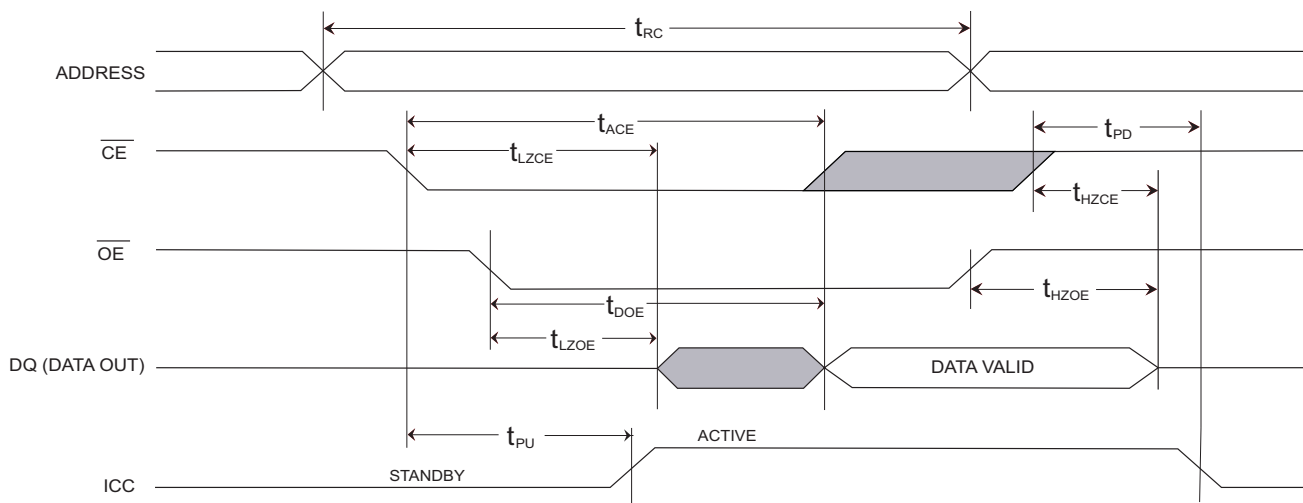 tRC
ADDRESS
tACE
tPD
CE
tLZCE
tHZCE
OE
tHZOE
tDOE
tLZOE
DQ (DATA OUT)
DATA VALID
tPU
ACTIVE
STANDBY
ICC